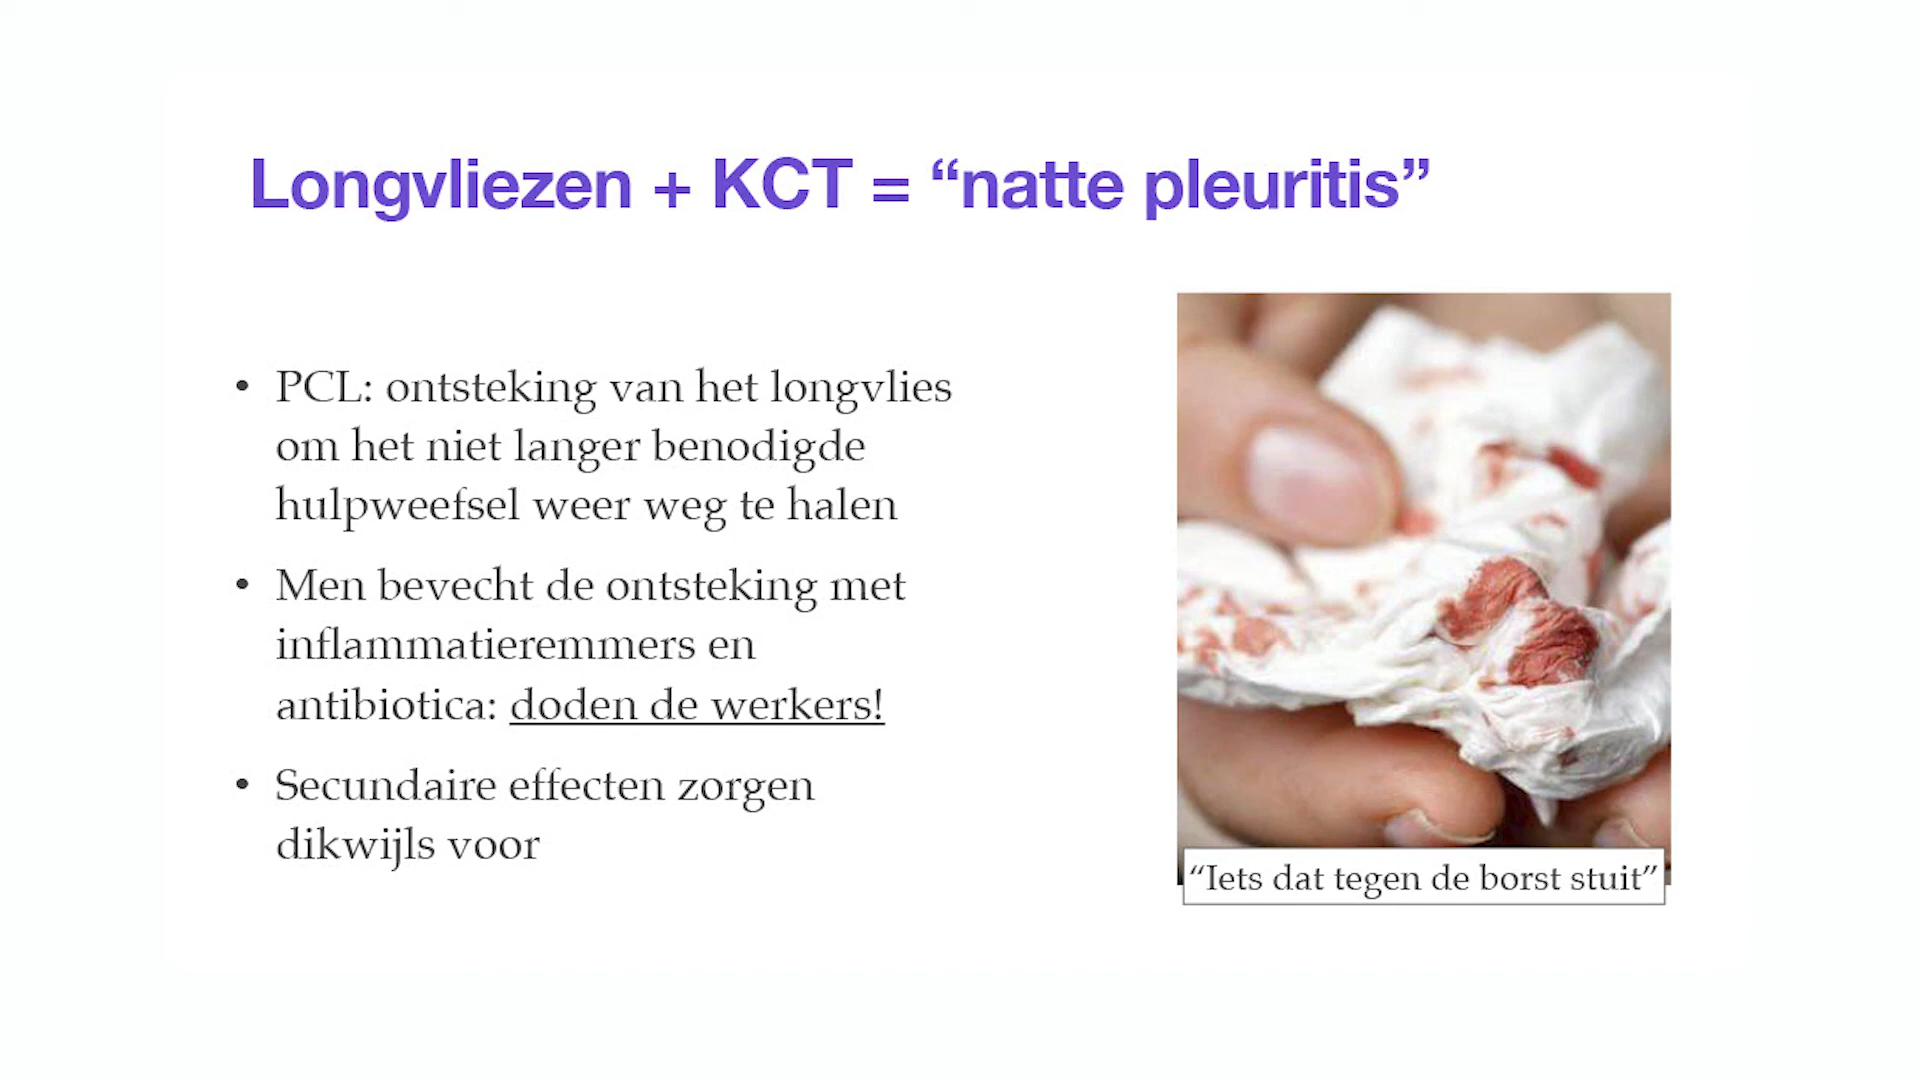 Longvliezen + KCT = “natte pleuritis”
• PCL: ontsteking van het longvlies
om het niet langer benodigde
hulpweefsel weer weg te halen
• Men bevecht de ontsteking met
inflammatieremmers en
antibiotica: doden de werkers!
• Secundaire effecten zorgen
dikwijls voor
“Iets dat tegen de borst stuit”